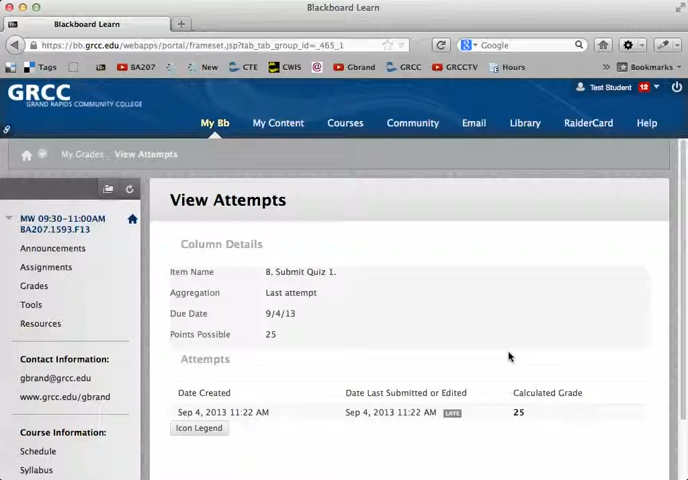 Blackboard Learn
Blackboard Learn
https://bb.grcc.edu/webapps/portal/frameset.jsp?tab_tab_group_id=_465_1
Google
Tags BA207 New CTE CWIS Gbrand GRCC GRCCTV Hours Bookmarks
GRCC
GRAND RAPIDS COMMUNITY COLLEGE
Test Student 12
My Bb My Content Courses Community Email Library RaiderCard Help
My Grades View Attempts
MW 09:30-11:00AM
BA207.1593.F13
Announcements
Assignments
Grades
Tools
Resources
Contact Information:
gbrand@grcc.edu
www.grcc.edu/gbrand
Course Information:
Schedule
Syllabus
View Attempts
Column Details
Item Name 8. Submit Quiz 1.
Aggregation Last attempt
Due Date 9/4/13
Points Possible 25
Attempts
Date Created Date Last Submitted or Edited Calculated Grade
Sep 4, 2013 11:22 AM Sep 4, 2013 11:22 AM LATE 25
Icon Legend